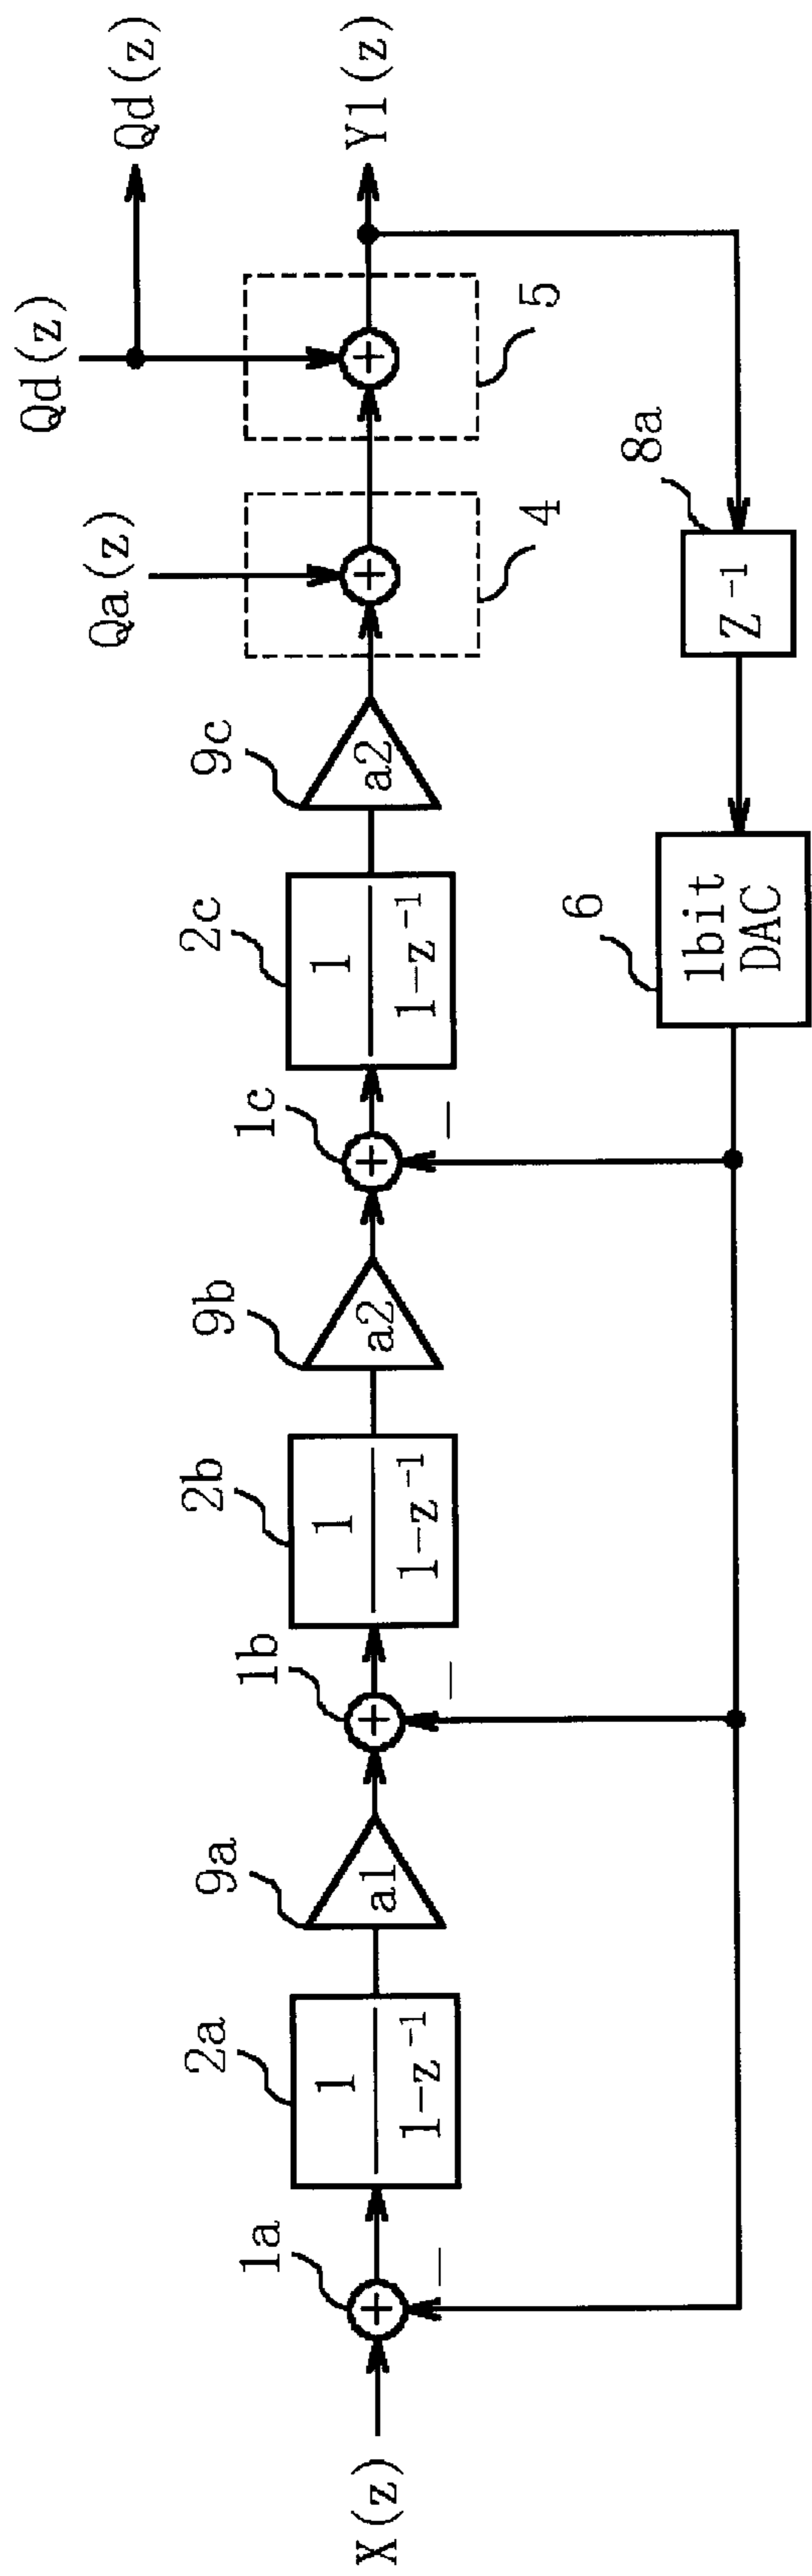 Qd(z)
Qd(z)
Qa(z)
X(z)
1a
2a
1
1-z⁻¹
9a
a1
1b
2b
1
1-z⁻¹
9b
a2
1c
2c
1
1-z⁻¹
9c
a2
4
5
Y1(z)
−
−
−
6
1bit
DAC
8a
Z⁻¹